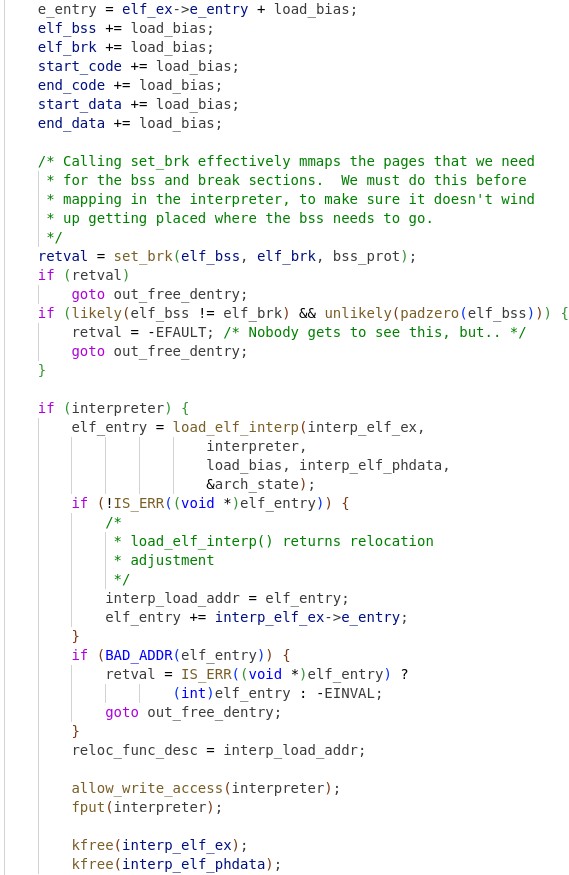 e_entry = elf_ex->e_entry + load_bias;
elf_bss += load_bias;
elf_brk += load_bias;
start_code += load_bias;
end_code += load_bias;
start_data += load_bias;
end_data += load_bias;

/* Calling set_brk effectively mmaps the pages that we need
 * for the bss and break sections.  We must do this before
 * mapping in the interpreter, to make sure it doesn't wind
 * up getting placed where the bss needs to go.
 */
retval = set_brk(elf_bss, elf_brk, bss_prot);
if (retval)
    goto out_free_dentry;
if (likely(elf_bss != elf_brk) && unlikely(padzero(elf_bss))) {
    retval = -EFAULT; /* Nobody gets to see this, but.. */
    goto out_free_dentry;
}

if (interpreter) {
    elf_entry = load_elf_interp(interp_elf_ex,
                    interpreter,
                    load_bias, interp_elf_phdata,
                    &arch_state);
    if (!IS_ERR((void *)elf_entry)) {
        /*
         * load_elf_interp() returns relocation
         * adjustment
         */
        interp_load_addr = elf_entry;
        elf_entry += interp_elf_ex->e_entry;
    }
    if (BAD_ADDR(elf_entry)) {
        retval = IS_ERR((void *)elf_entry) ?
                (int)elf_entry : -EINVAL;
        goto out_free_dentry;
    }
    reloc_func_desc = interp_load_addr;

    allow_write_access(interpreter);
    fput(interpreter);

    kfree(interp_elf_ex);
    kfree(interp_elf_phdata);